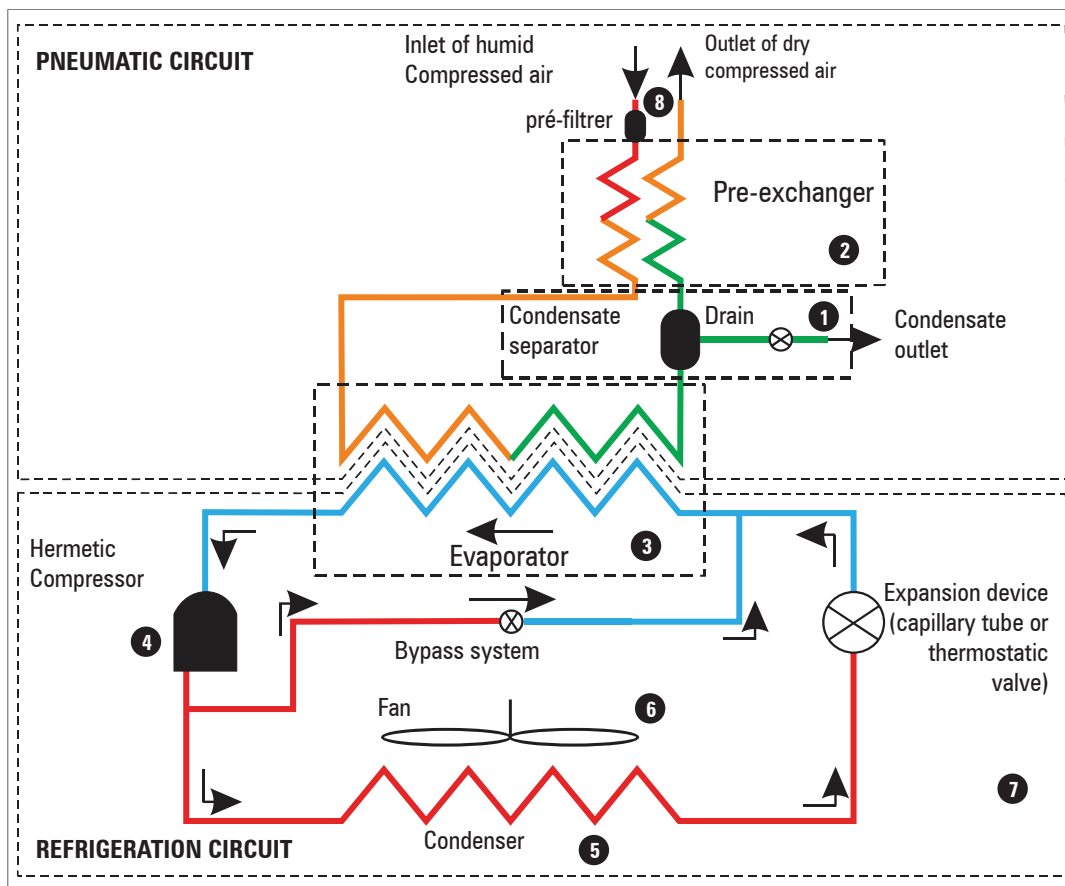 PNEUMATIC CIRCUIT
Inlet of humid
Compressed air
Outlet of dry
compressed air
8
pré-filtrer
Pre-exchanger
2
Condensate
separator
Drain
1
Condensate
outlet
Evaporator
3
Hermetic
Compressor
4
Bypass system
Expansion device
(capillary tube or
thermostatic
valve)
Fan
6
7
Condenser
5
REFRIGERATION CIRCUIT